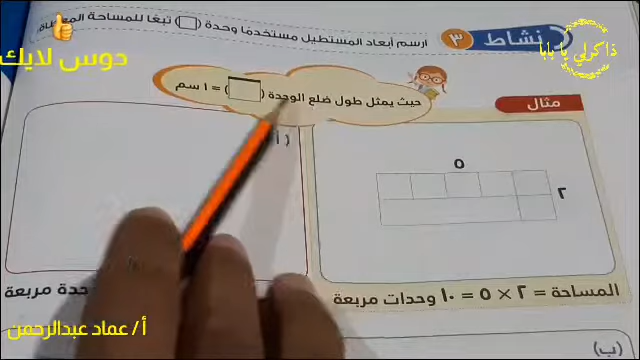 نشاط ٣ ارسم أبعاد المستطيل مستخدمًا وحدة ( ) تبعًا للمساحة
ذاكرلي يا بابا
دوس لايك
حيث يمثل طول ضلع الوحدة ( ) = ١ سم
مثال
( أ
٥
٢
المساحة = ٢ × ٥ = ١٠ وحدات مربعة
حدة مربعة
أ/ عماد عبدالرحمن
(ب)